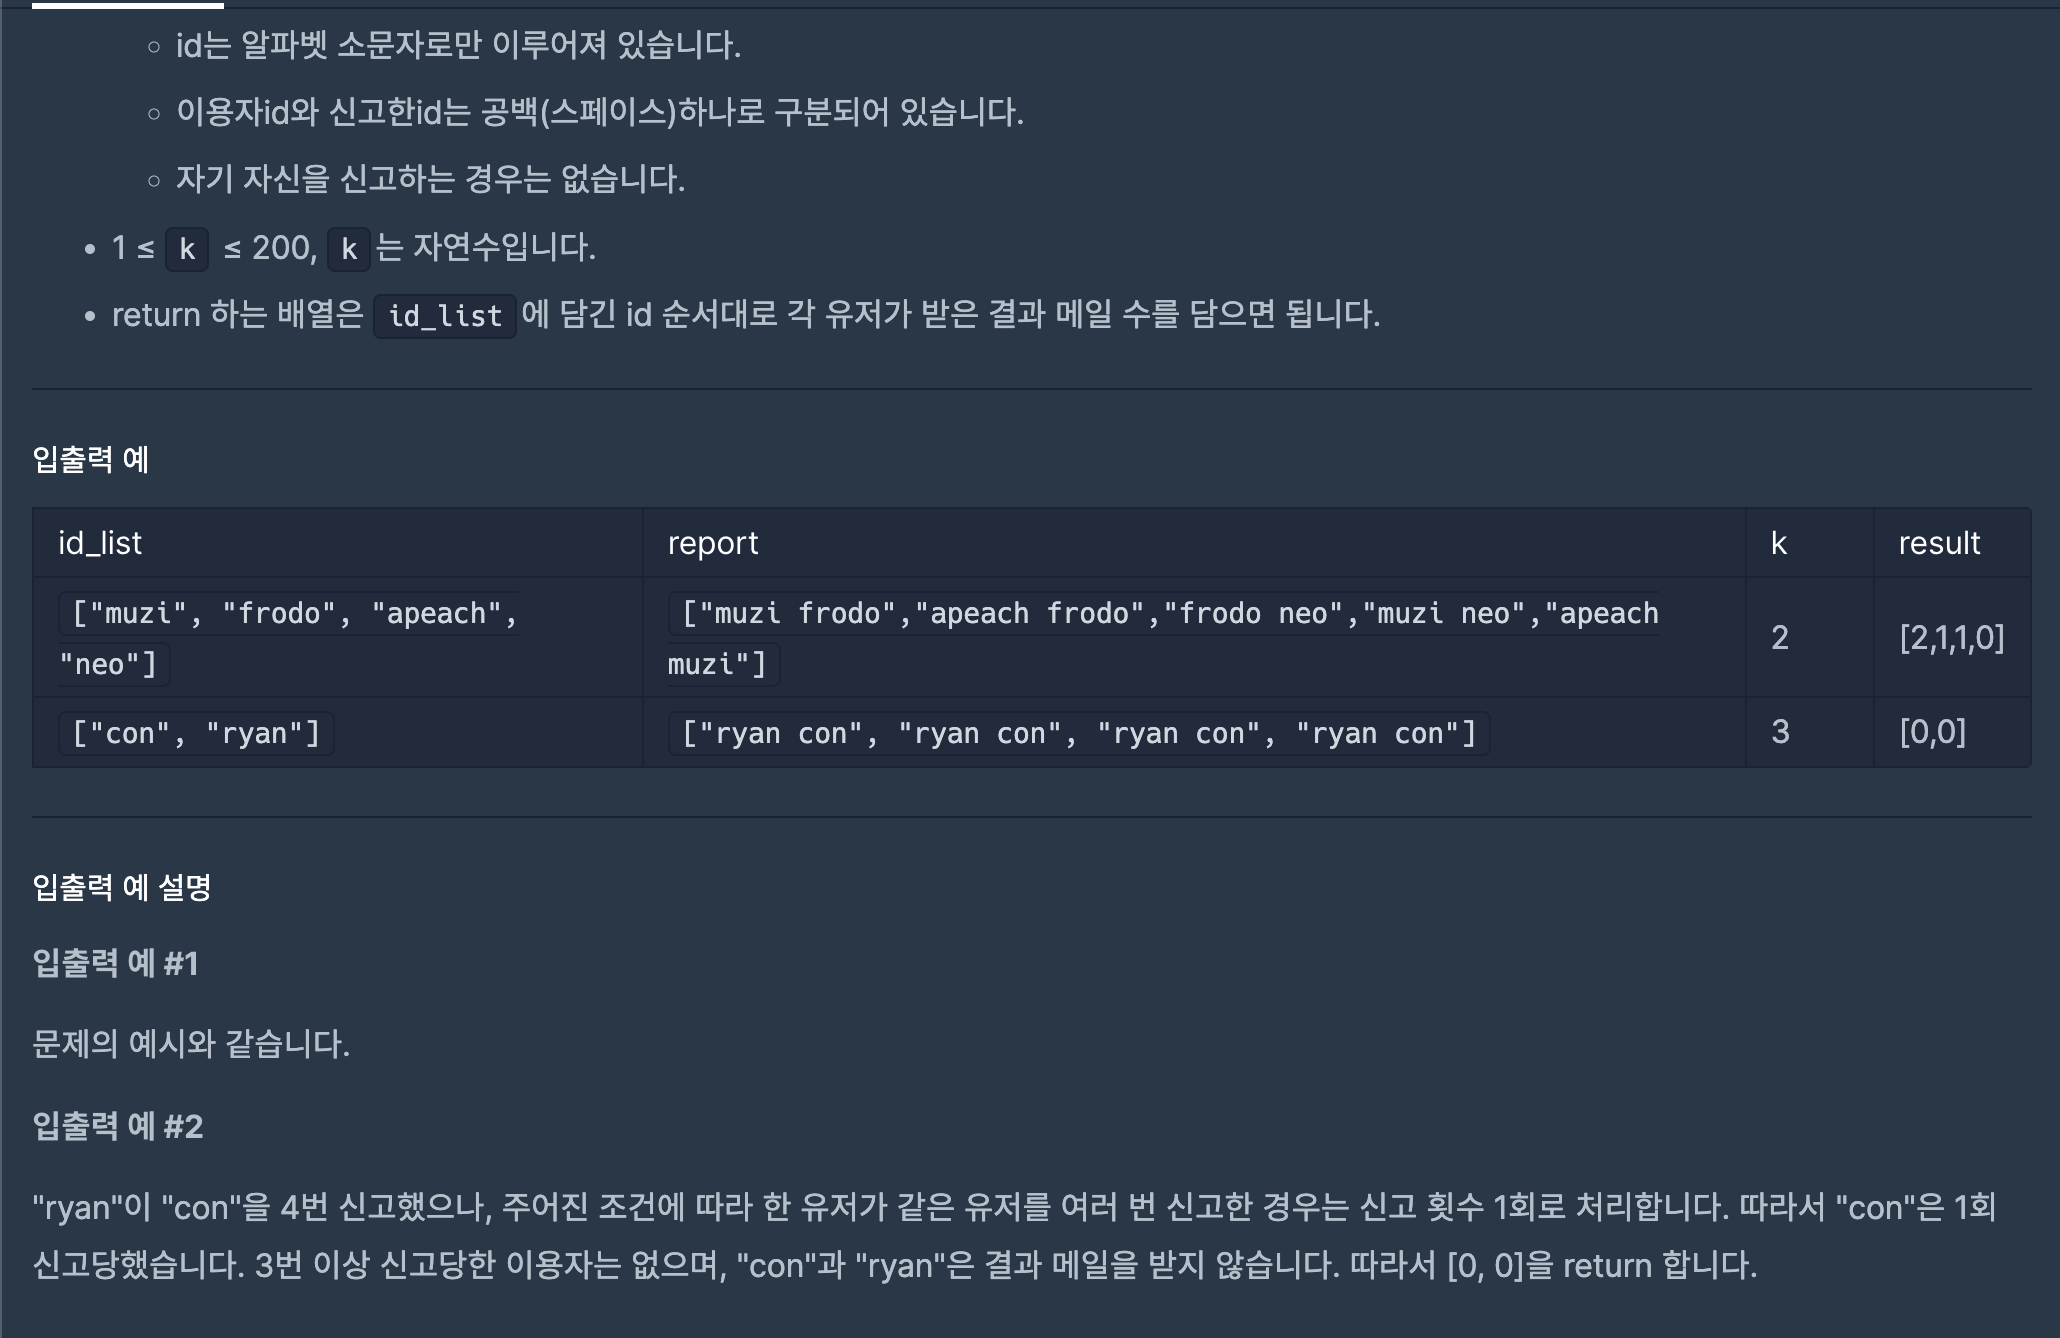 id는 알파벳 소문자로만 이루어져 있습니다.
이용자id와 신고한id는 공백(스페이스)하나로 구분되어 있습니다.
자기 자신을 신고하는 경우는 없습니다.
1 ≤ k ≤ 200, k 는 자연수입니다.
return 하는 배열은 id_list 에 담긴 id 순서대로 각 유저가 받은 결과 메일 수를 담으면 됩니다.
입출력 예
id_list report k result
["muzi", "frodo", "apeach", "neo"] ["muzi frodo","apeach frodo","frodo neo","muzi neo","apeach muzi"] 2 [2,1,1,0]
["con", "ryan"] ["ryan con", "ryan con", "ryan con", "ryan con"] 3 [0,0]
입출력 예 설명
입출력 예 #1
문제의 예시와 같습니다.
입출력 예 #2
"ryan"이 "con"을 4번 신고했으나, 주어진 조건에 따라 한 유저가 같은 유저를 여러 번 신고한 경우는 신고 횟수 1회로 처리합니다. 따라서 "con"은 1회
신고당했습니다. 3번 이상 신고당한 이용자는 없으며, "con"과 "ryan"은 결과 메일을 받지 않습니다. 따라서 [0, 0]을 return 합니다.